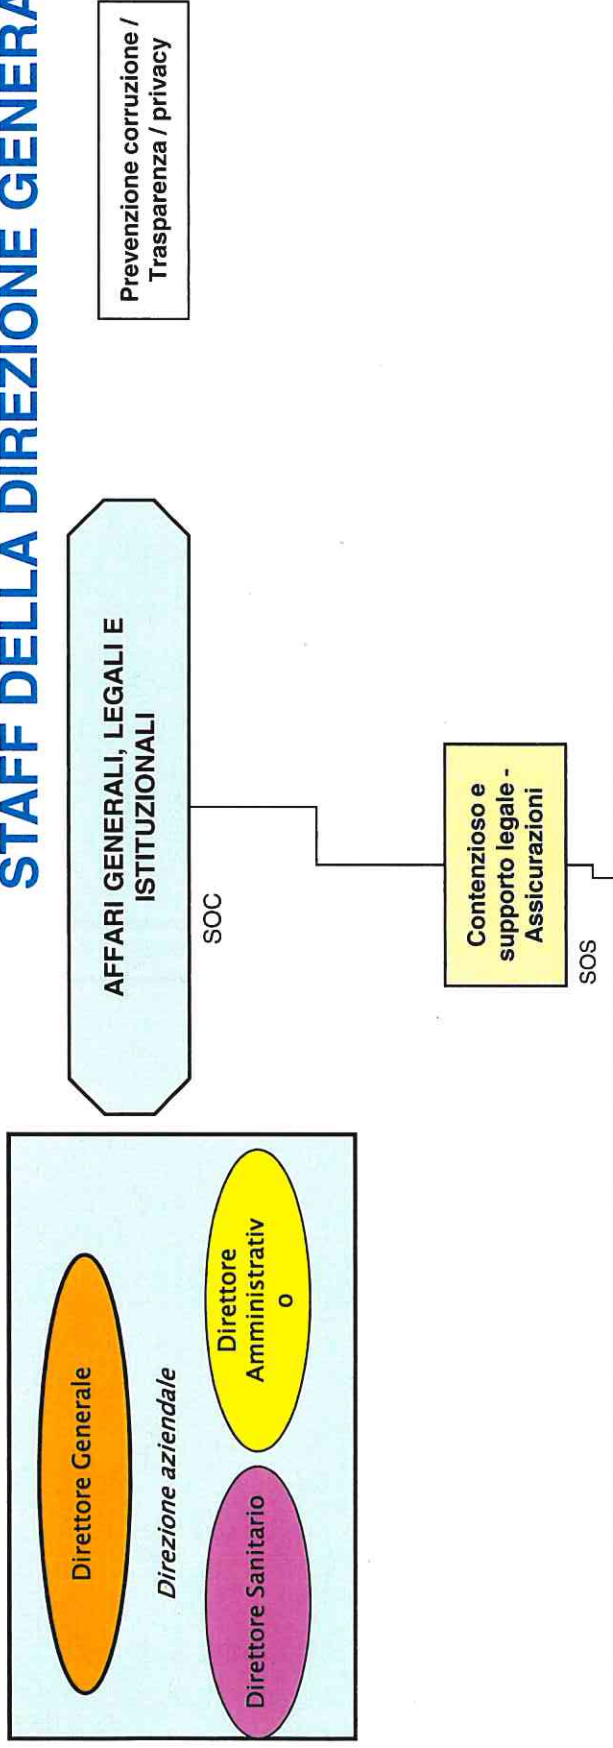 STAFF DELLA DIREZIONE GENERA
Direttore Generale
Direzione aziendale
Direttore Sanitario
Direttore
Amministrativ
o
AFFARI GENERALI, LEGALI E
ISTITUZIONALI
SOC
Prevenzione corruzione /
Trasparenza / privacy
Contenzioso e
supporto legale -
Assicurazioni
SOS